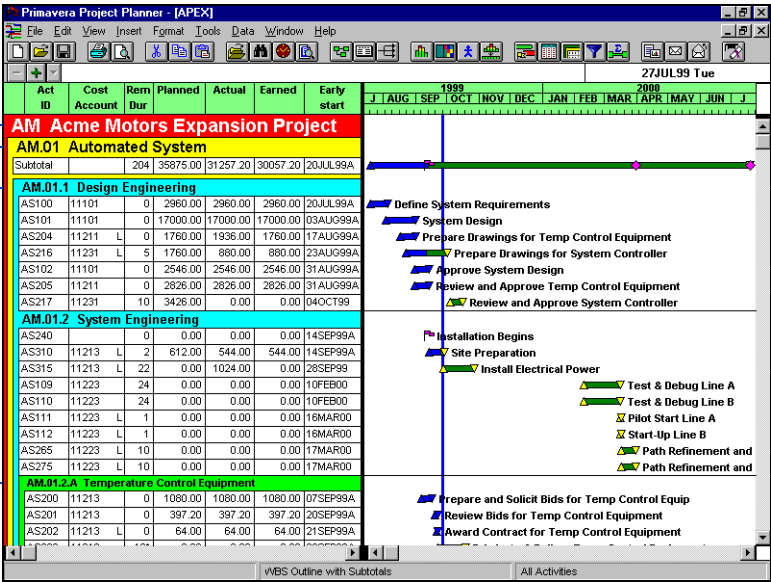 Primavera Project Planner - [APEX]
File Edit View Insert Format Tools Data Window Help
27JUL99 Tue
Act ID Cost Account Rem Dur Planned Actual Earned Early start
1999 2000
J AUG SEP OCT NOV DEC JAN FEB MAR APR MAY JUN J
AM Acme Motors Expansion Project
AM.01 Automated System
Subtotal 204 35875.00 31257.20 30057.20 20JUL99A
AM.01.1 Design Engineering
AS100 11101 0 2960.00 2960.00 2960.00 20JUL99A Define System Requirements
AS101 11101 0 17000.00 17000.00 17000.00 03AUG99A System Design
AS204 11211 L 0 1760.00 1936.00 1760.00 17AUG99A Prepare Drawings for Temp Control Equipment
AS216 11231 L 5 1760.00 880.00 880.00 23AUG99A Prepare Drawings for System Controller
AS102 11101 0 2546.00 2546.00 2546.00 31AUG99A Approve System Design
AS205 11211 0 2826.00 2826.00 2826.00 31AUG99A Review and Approve Temp Control Equipment
AS217 11231 10 3426.00 0.00 0.00 04OCT99 Review and Approve System Controller
AM.01.2 System Engineering
AS240 0 0.00 0.00 0.00 14SEP99A Installation Begins
AS310 11213 L 2 612.00 544.00 544.00 14SEP99A Site Preparation
AS315 11213 L 22 0.00 1024.00 0.00 28SEP99 Install Electrical Power
AS109 11223 24 0.00 0.00 0.00 10FEB00 Test & Debug Line A
AS110 11223 24 0.00 0.00 0.00 10FEB00 Test & Debug Line B
AS111 11223 L 1 0.00 0.00 0.00 16MAR00 Pilot Start Line A
AS112 11223 L 1 0.00 0.00 0.00 16MAR00 Start-Up Line B
AS265 11223 L 10 0.00 0.00 0.00 17MAR00 Path Refinement and
AS275 11223 L 10 0.00 0.00 0.00 17MAR00 Path Refinement and
AM.01.2.A Temperature Control Equipment
AS200 11213 0 1080.00 1080.00 1080.00 07SEP99A Prepare and Solicit Bids for Temp Control Equip
AS201 11213 0 397.20 397.20 397.20 20SEP99A Review Bids for Temp Control Equipment
AS202 11213 L 0 64.00 64.00 64.00 21SEP99A Award Contract for Temp Control Equipment
WBS Outline with Subtotals All Activities